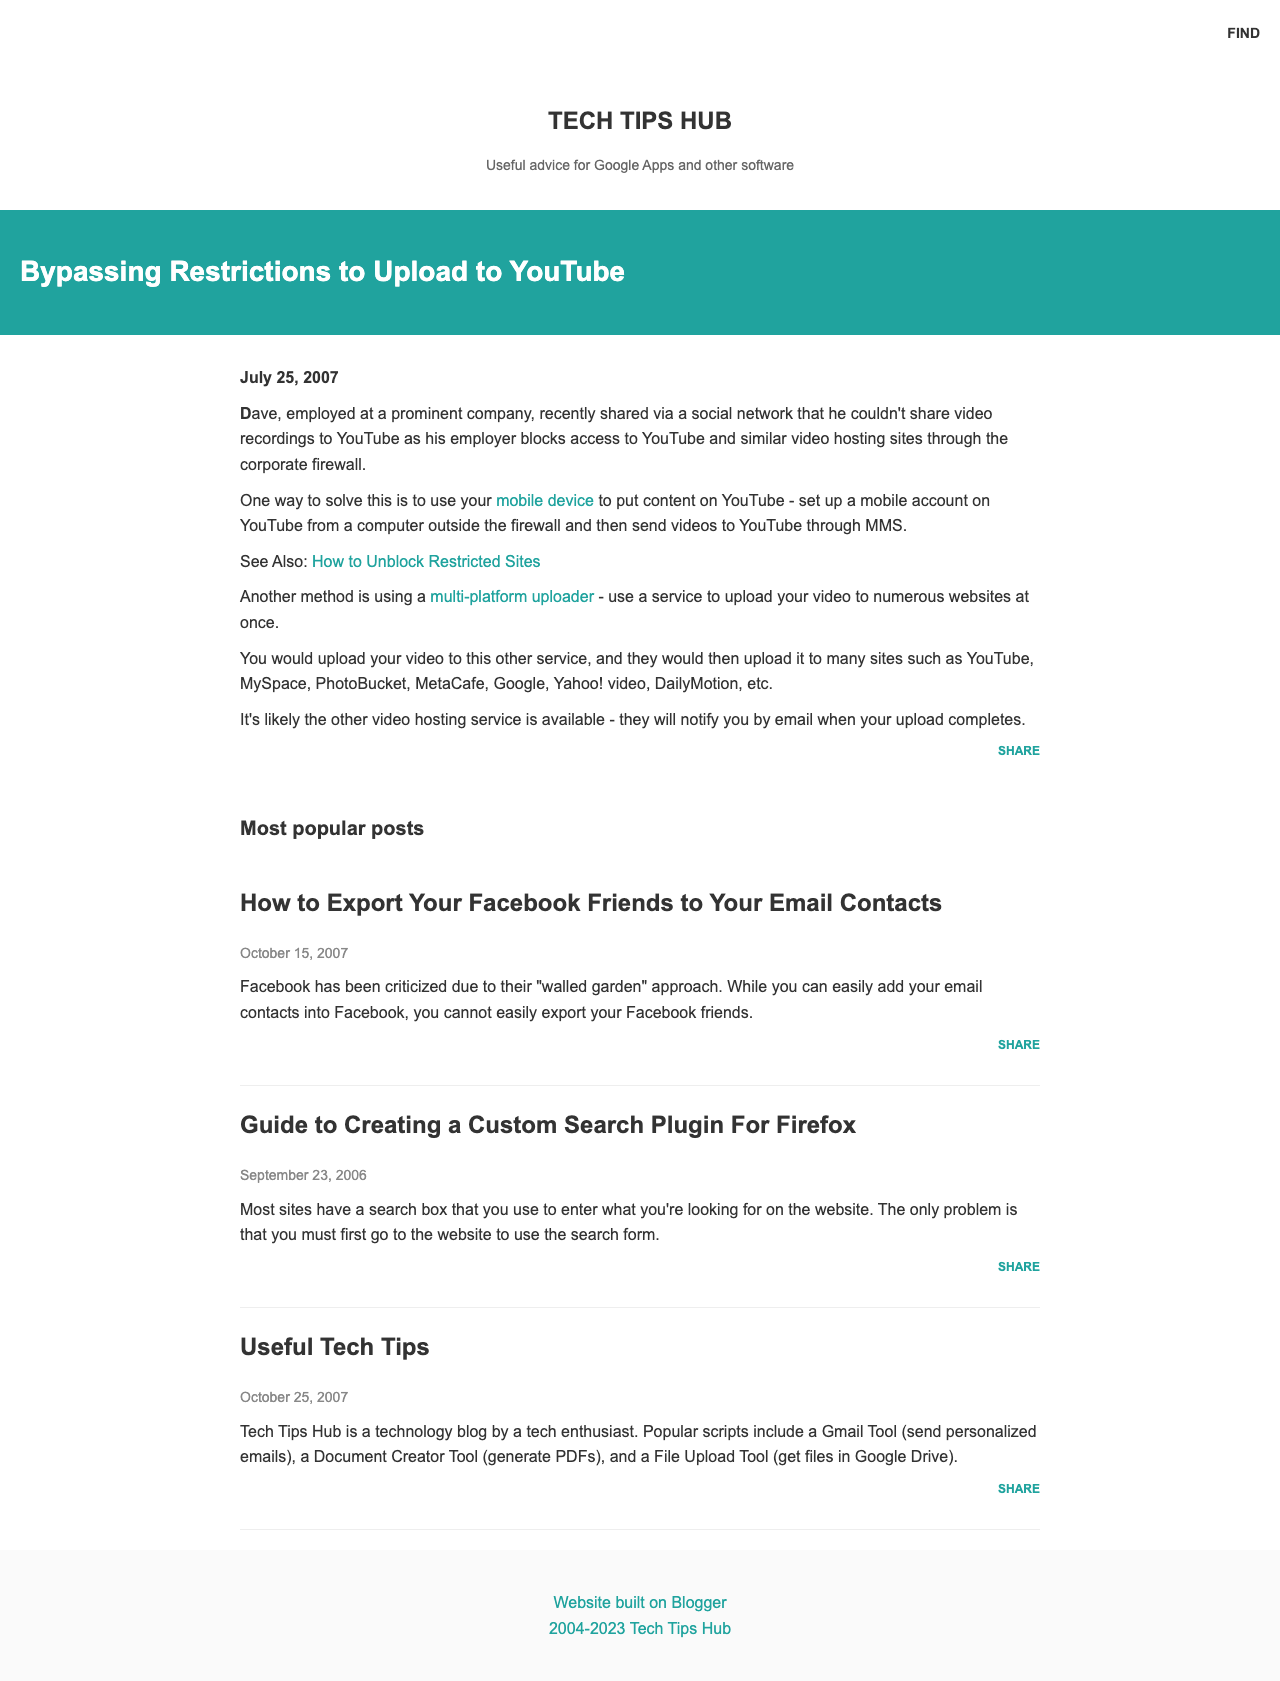 FIND
TECH TIPS HUB
Useful advice for Google Apps and other software
Bypassing Restrictions to Upload to YouTube
July 25, 2007
Dave, employed at a prominent company, recently shared via a social network that he couldn't share video
recordings to YouTube as his employer blocks access to YouTube and similar video hosting sites through the
corporate firewall.
One way to solve this is to use your mobile device to put content on YouTube - set up a mobile account on
YouTube from a computer outside the firewall and then send videos to YouTube through MMS.
See Also: How to Unblock Restricted Sites
Another method is using a multi-platform uploader - use a service to upload your video to numerous websites at
once.
You would upload your video to this other service, and they would then upload it to many sites such as YouTube,
MySpace, PhotoBucket, MetaCafe, Google, Yahoo! video, DailyMotion, etc.
It's likely the other video hosting service is available - they will notify you by email when your upload completes.
SHARE
Most popular posts
How to Export Your Facebook Friends to Your Email Contacts
October 15, 2007
Facebook has been criticized due to their "walled garden" approach. While you can easily add your email
contacts into Facebook, you cannot easily export your Facebook friends.
SHARE
Guide to Creating a Custom Search Plugin For Firefox
September 23, 2006
Most sites have a search box that you use to enter what you're looking for on the website. The only problem is
that you must first go to the website to use the search form.
SHARE
Useful Tech Tips
October 25, 2007
Tech Tips Hub is a technology blog by a tech enthusiast. Popular scripts include a Gmail Tool (send personalized
emails), a Document Creator Tool (generate PDFs), and a File Upload Tool (get files in Google Drive).
SHARE
Website built on Blogger
2004-2023 Tech Tips Hub